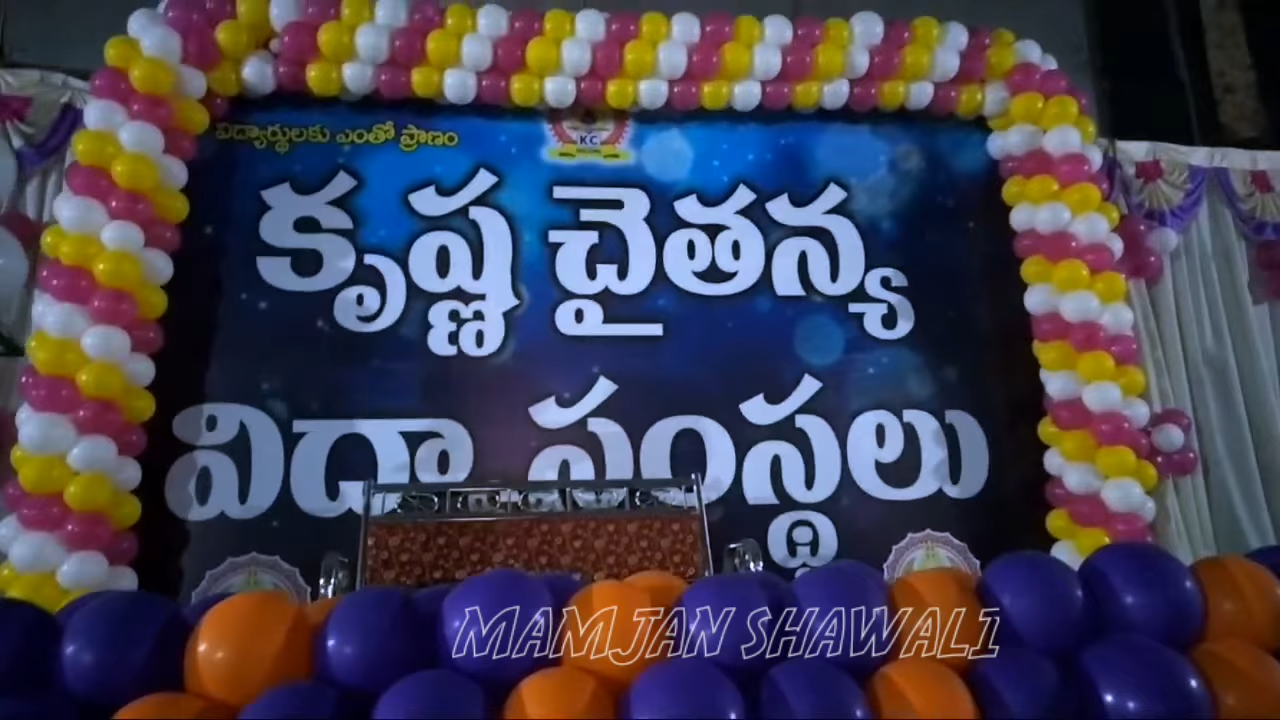 విద్యార్థులకు ఎంతో ప్రాణం
KC
కృష్ణ చైతన్య
విద్యా సంస్థలు
MAMJAN SHAWALI